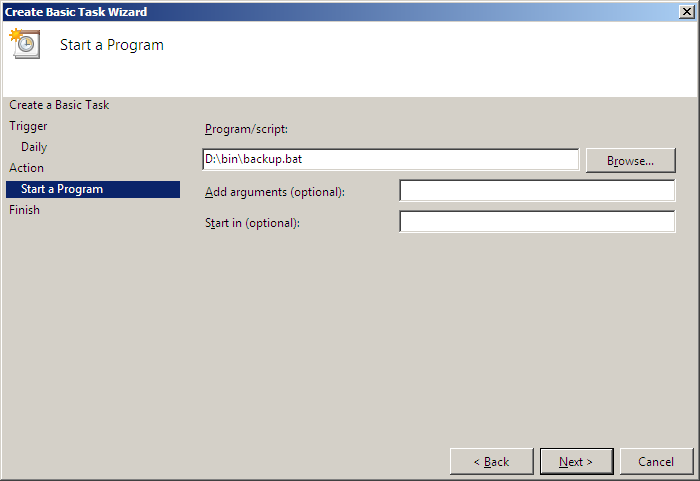 Create Basic Task Wizard
Start a Program
Create a Basic Task
Trigger
Daily
Action
Start a Program
Finish
Program/script:
D:\bin\backup.bat
Browse...
Add arguments (optional):
Start in (optional):
< Back
Next >
Cancel